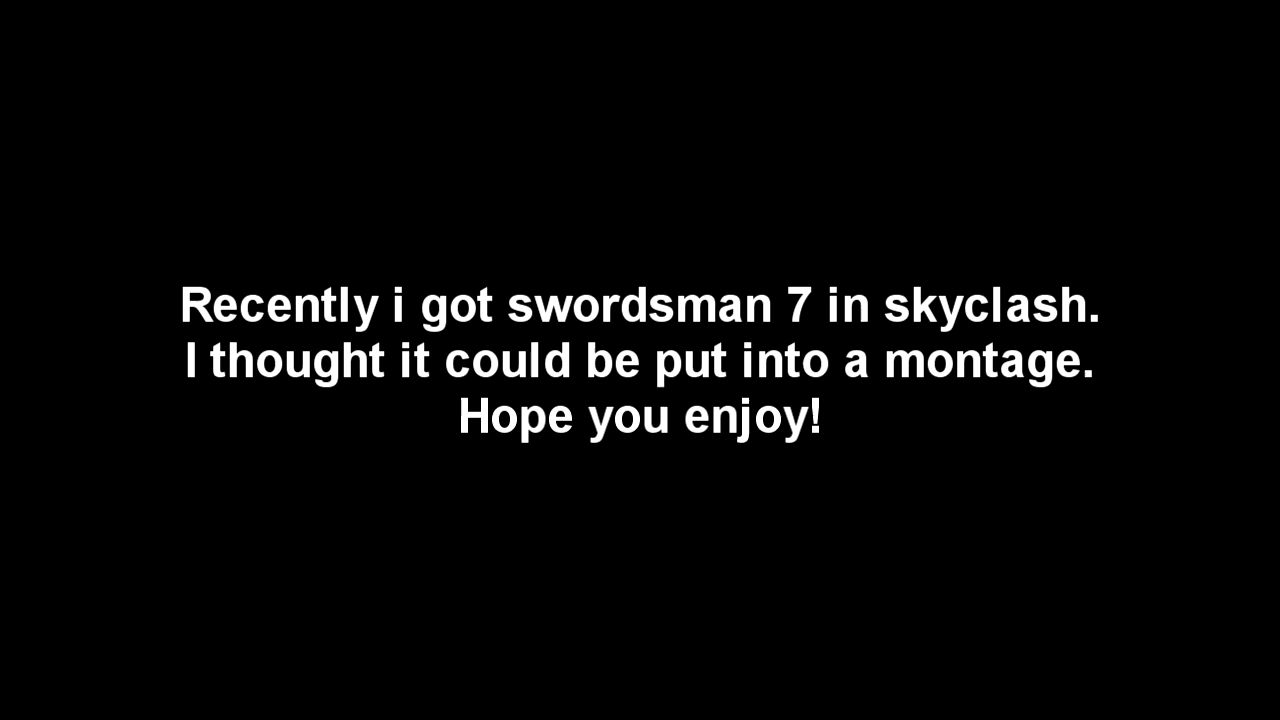 Recently i got swordsman 7 in skyclash.
I thought it could be put into a montage.
Hope you enjoy!